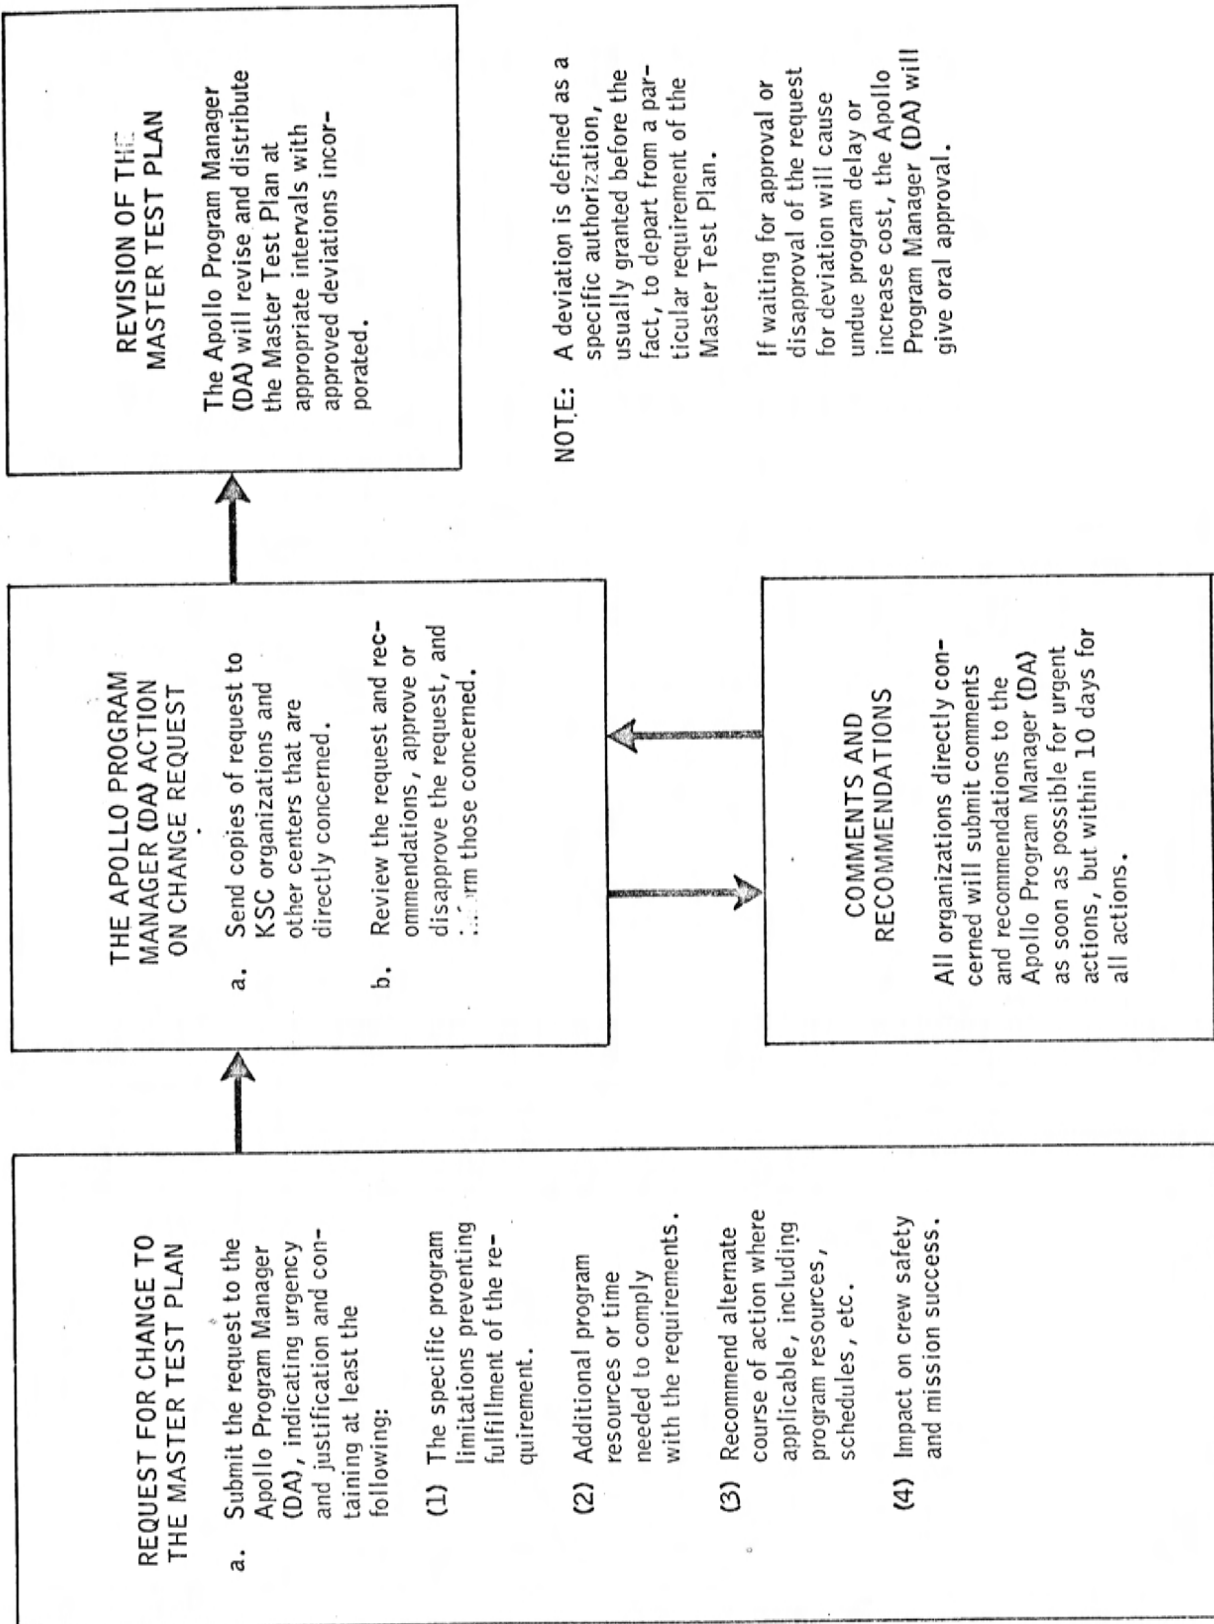 REQUEST FOR CHANGE TO
THE MASTER TEST PLAN
a. Submit the request to the
Apollo Program Manager
(DA), indicating urgency
and justification and con-
taining at least the
following:
(1) The specific program
limitations preventing
fulfillment of the re-
quirement.
(2) Additional program
resources or time
needed to comply
with the requirements.
(3) Recommend alternate
course of action where
applicable, including
program resources,
schedules, etc.
(4) Impact on crew safety
and mission success.
THE APOLLO PROGRAM
MANAGER (DA) ACTION
ON CHANGE REQUEST
a. Send copies of request to
KSC organizations and
other centers that are
directly concerned.
b. Review the request and rec-
ommendations, approve or
disapprove the request, and
inform those concerned.
COMMENTS AND
RECOMMENDATIONS
All organizations directly con-
cerned will submit comments
and recommendations to the
Apollo Program Manager (DA)
as soon as possible for urgent
actions, but within 10 days for
all actions.
REVISION OF THE
MASTER TEST PLAN
The Apollo Program Manager
(DA) will revise and distribute
the Master Test Plan at
appropriate intervals with
approved deviations incor-
porated.
NOTE: A deviation is defined as a
specific authorization,
usually granted before the
fact, to depart from a par-
ticular requirement of the
Master Test Plan.
If waiting for approval or
disapproval of the request
for deviation will cause
undue program delay or
increase cost, the Apollo
Program Manager (DA) will
give oral approval.